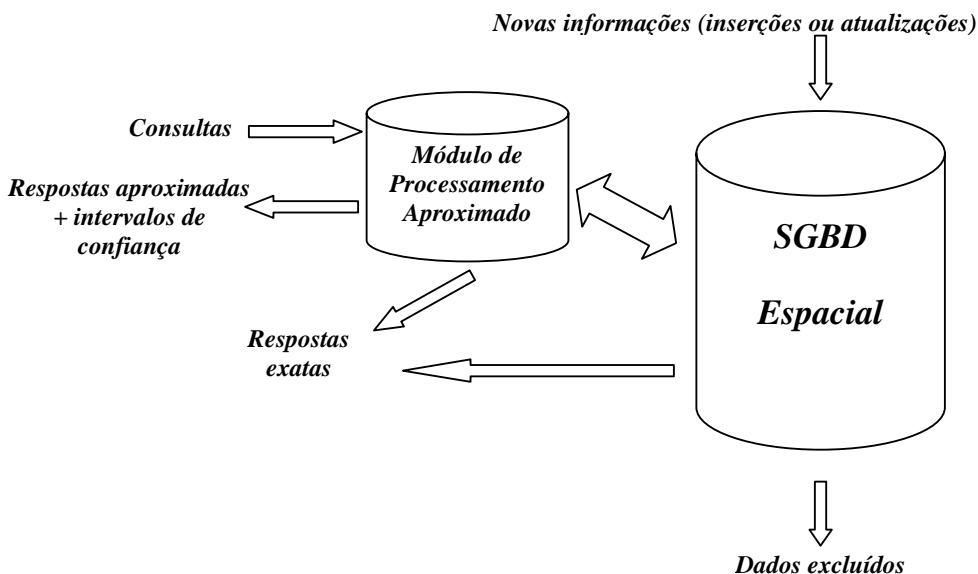 Novas informações (inserções ou atualizações)
Consultas
Módulo de
Processamento
Aproximado
Respostas aproximadas
+ intervalos de
confiança
SGBD
Espacial
Respostas
exatas
Dados excluídos